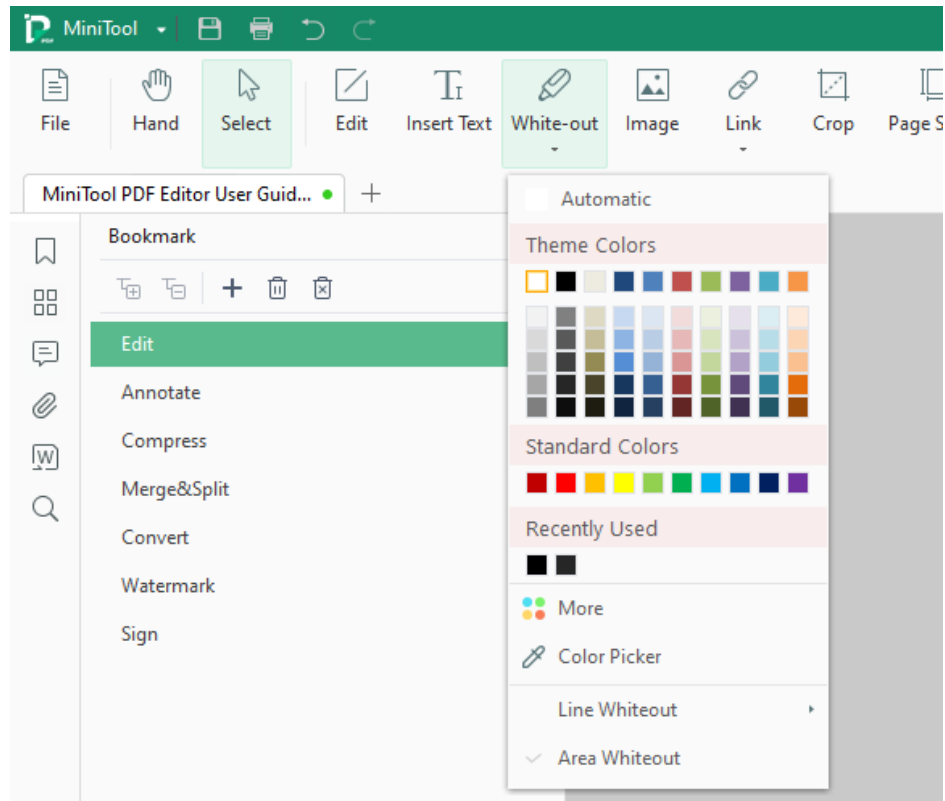 MiniTool
File
Hand
Select
Edit
Insert Text
White-out
Image
Link
Crop
Page S
MiniTool PDF Editor User Guid...
Bookmark
Edit
Annotate
Compress
Merge&Split
Convert
Watermark
Sign
Automatic
Theme Colors
Standard Colors
Recently Used
More
Color Picker
Line Whiteout
Area Whiteout